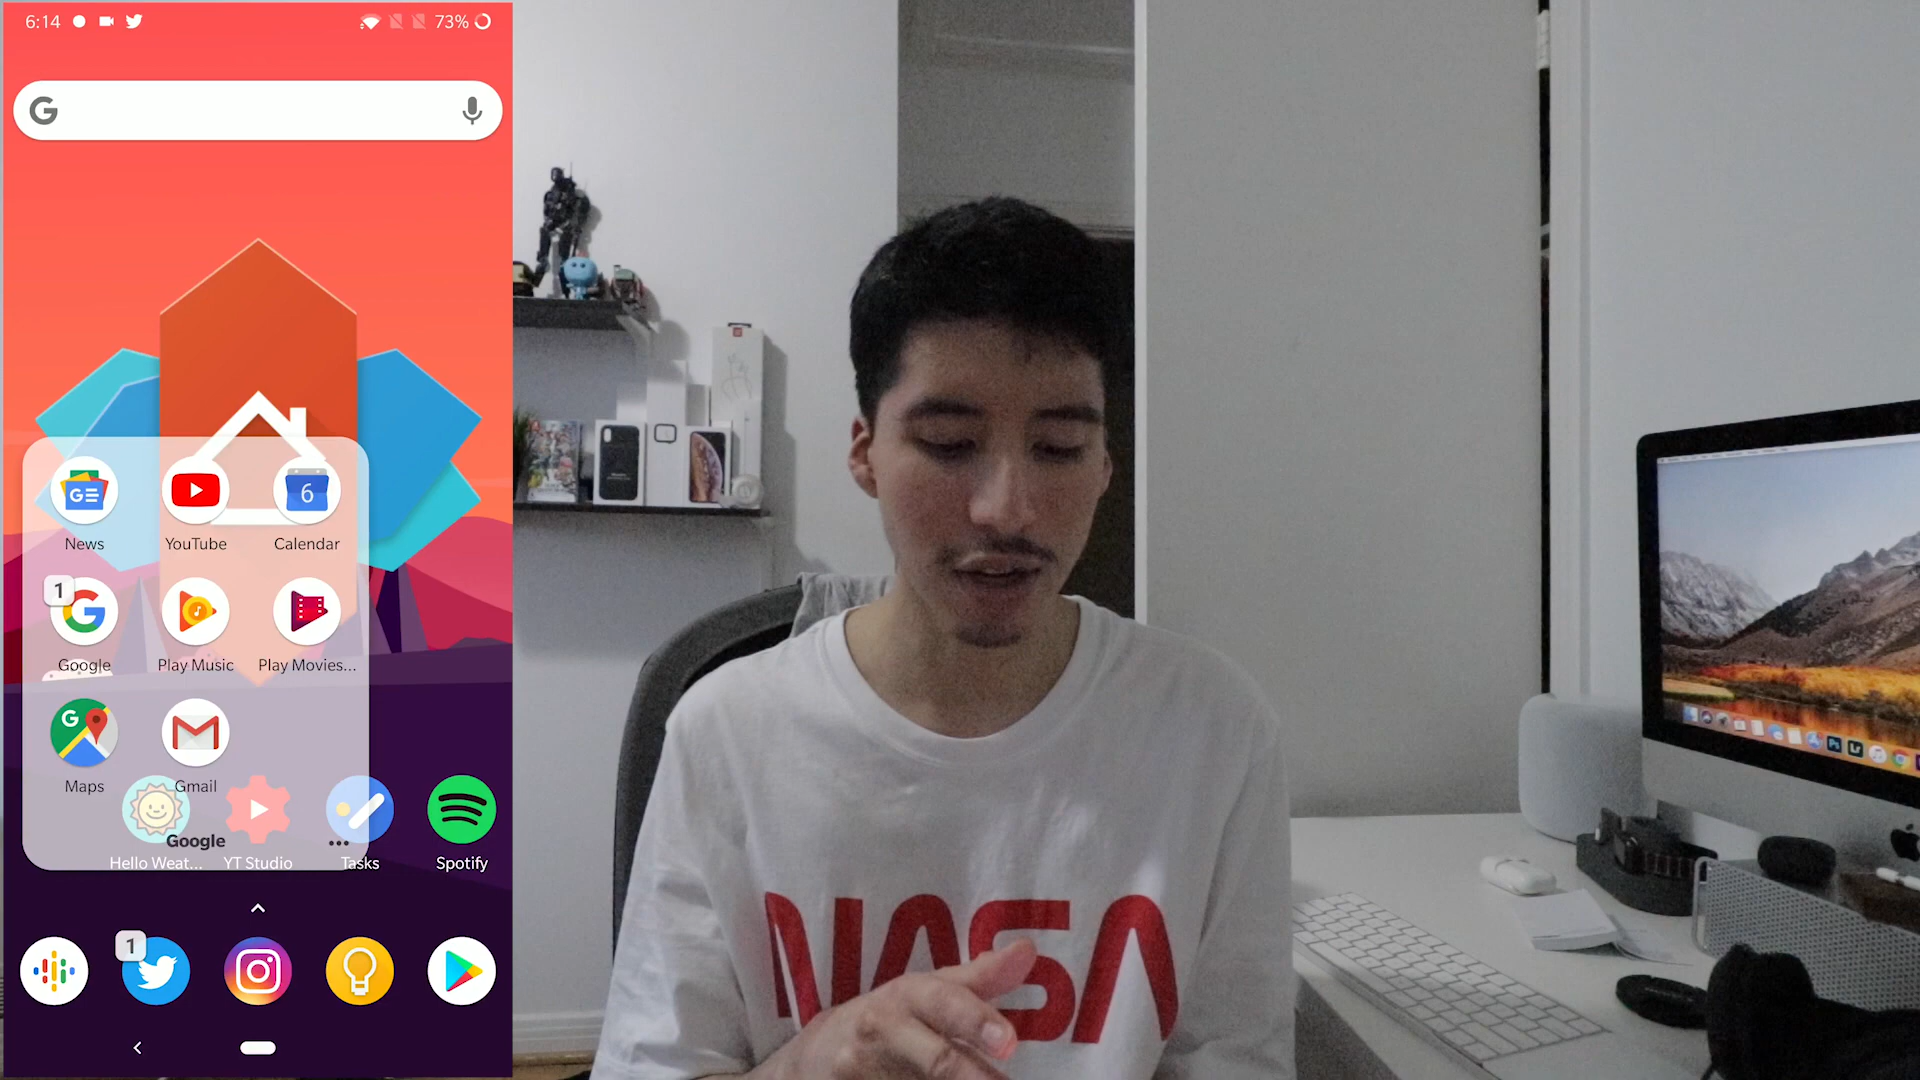 6:14
73%
G
News
YouTube
6
Calendar
1
Google
Play Music
Play Movies...
Maps
Gmail
Google
...
Hello Weat...
YT Studio
Tasks
Spotify
1
NASA